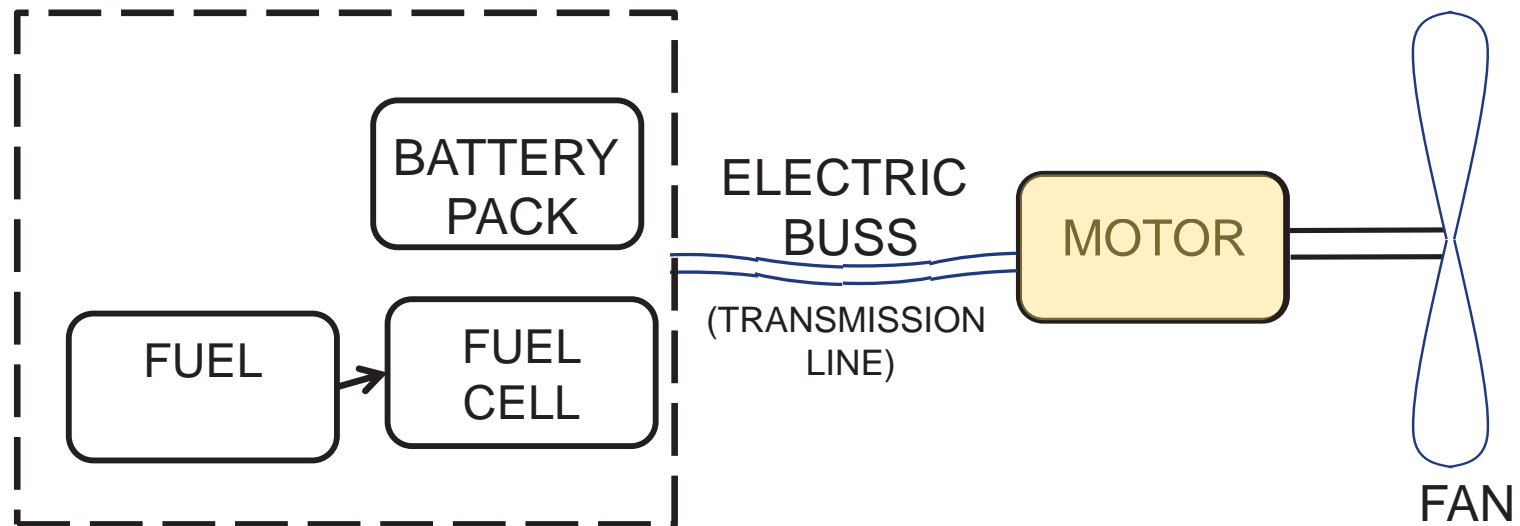 BATTERY
PACK
FUEL
FUEL
CELL
ELECTRIC
BUSS
(TRANSMISSION
LINE)
MOTOR
FAN